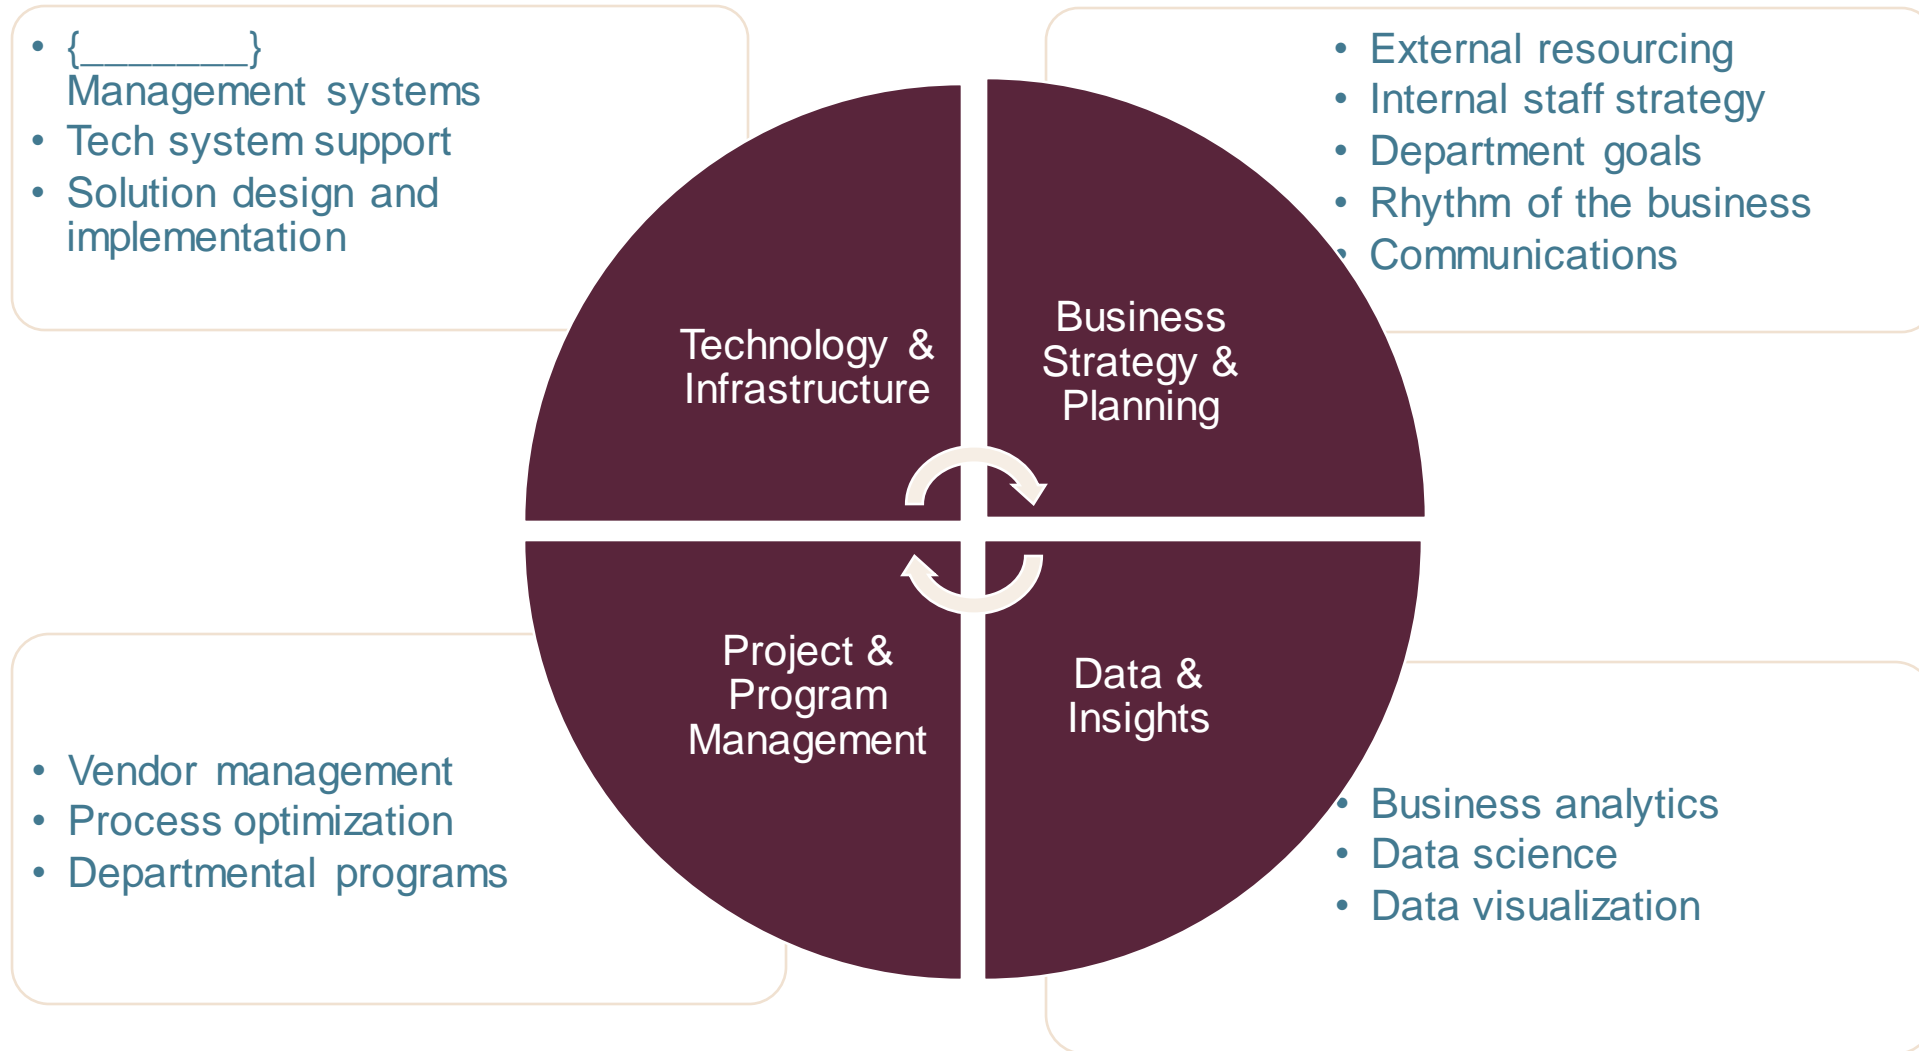 • {_______}
Management systems
• Tech system support
• Solution design and
implementation
• External resourcing
• Internal staff strategy
• Department goals
• Rhythm of the business
• Communications
Technology &
Infrastructure
Business
Strategy &
Planning
Project &
Program
Management
Data &
Insights
• Vendor management
• Process optimization
• Departmental programs
• Business analytics
• Data science
• Data visualization